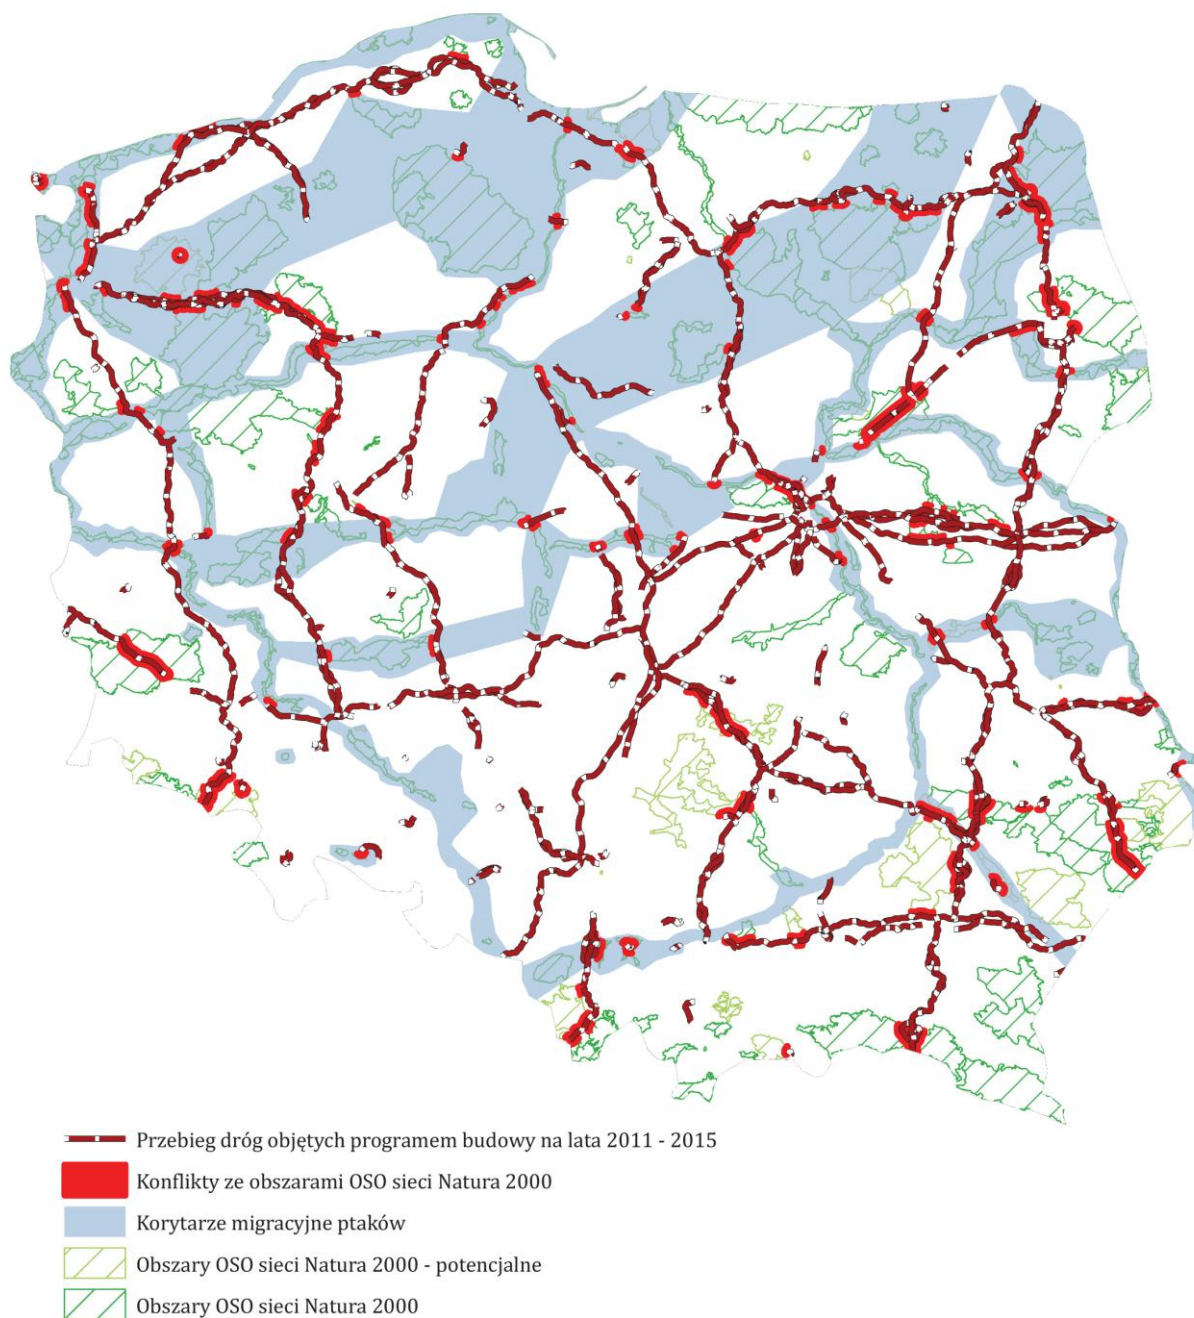 Przebieg dróg objętych programem budowy na lata 2011 - 2015
Konflikty ze obszarami OSO sieci Natura 2000
Korytarze migracyjne ptaków
Obszary OSO sieci Natura 2000 - potencjalne
Obszary OSO sieci Natura 2000